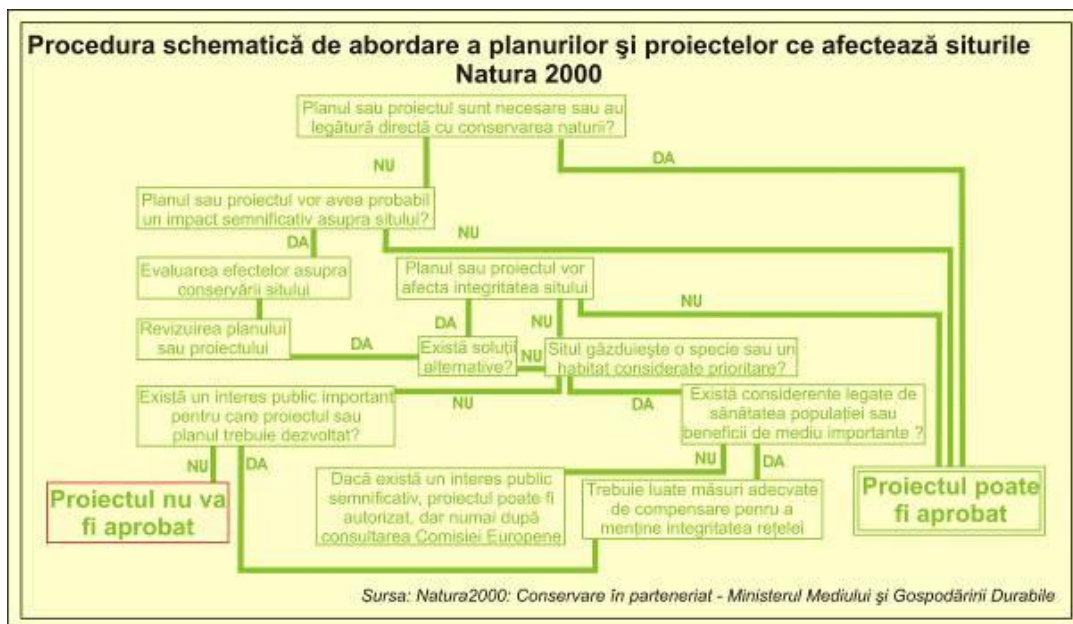 Procedura schematică de abordare a planurilor şi proiectelor ce afectează siturile
Natura 2000
Planul sau proiectul sunt necesare sau au
legătură directă cu conservarea naturii?
NU
DA
Planul sau proiectul vor avea probabil
un impact semnificativ asupra sitului?
NU
DA
Evaluarea efectelor asupra
conservării sitului
Planul sau proiectul vor
afecta integritatea sitului
NU
DA
NU
Revizuirea planului
sau proiectului
DA
Există soluții
alternative?
NU
Situl găzduieşte o specie sau un
habitat considerate prioritare?
NU
DA
Există un interes public important
pentru care proiectul sau
planul trebuie dezvoltat?
Există considerente legate de
sănătatea populației sau
beneficii de mediu importante ?
NU
DA
NU
DA
Proiectul nu va
fi aprobat
Dacă există un interes public
semnificativ, proiectul poate fi
autorizat, dar numai după
consultarea Comisiei Europene
Trebuie luate măsuri adecvate
de compensare penru a
menține integritatea rețelei
Proiectul poate
fi aprobat
Sursa: Natura2000: Conservare în parteneriat - Ministerul Mediului şi Gospodăririi Durabile